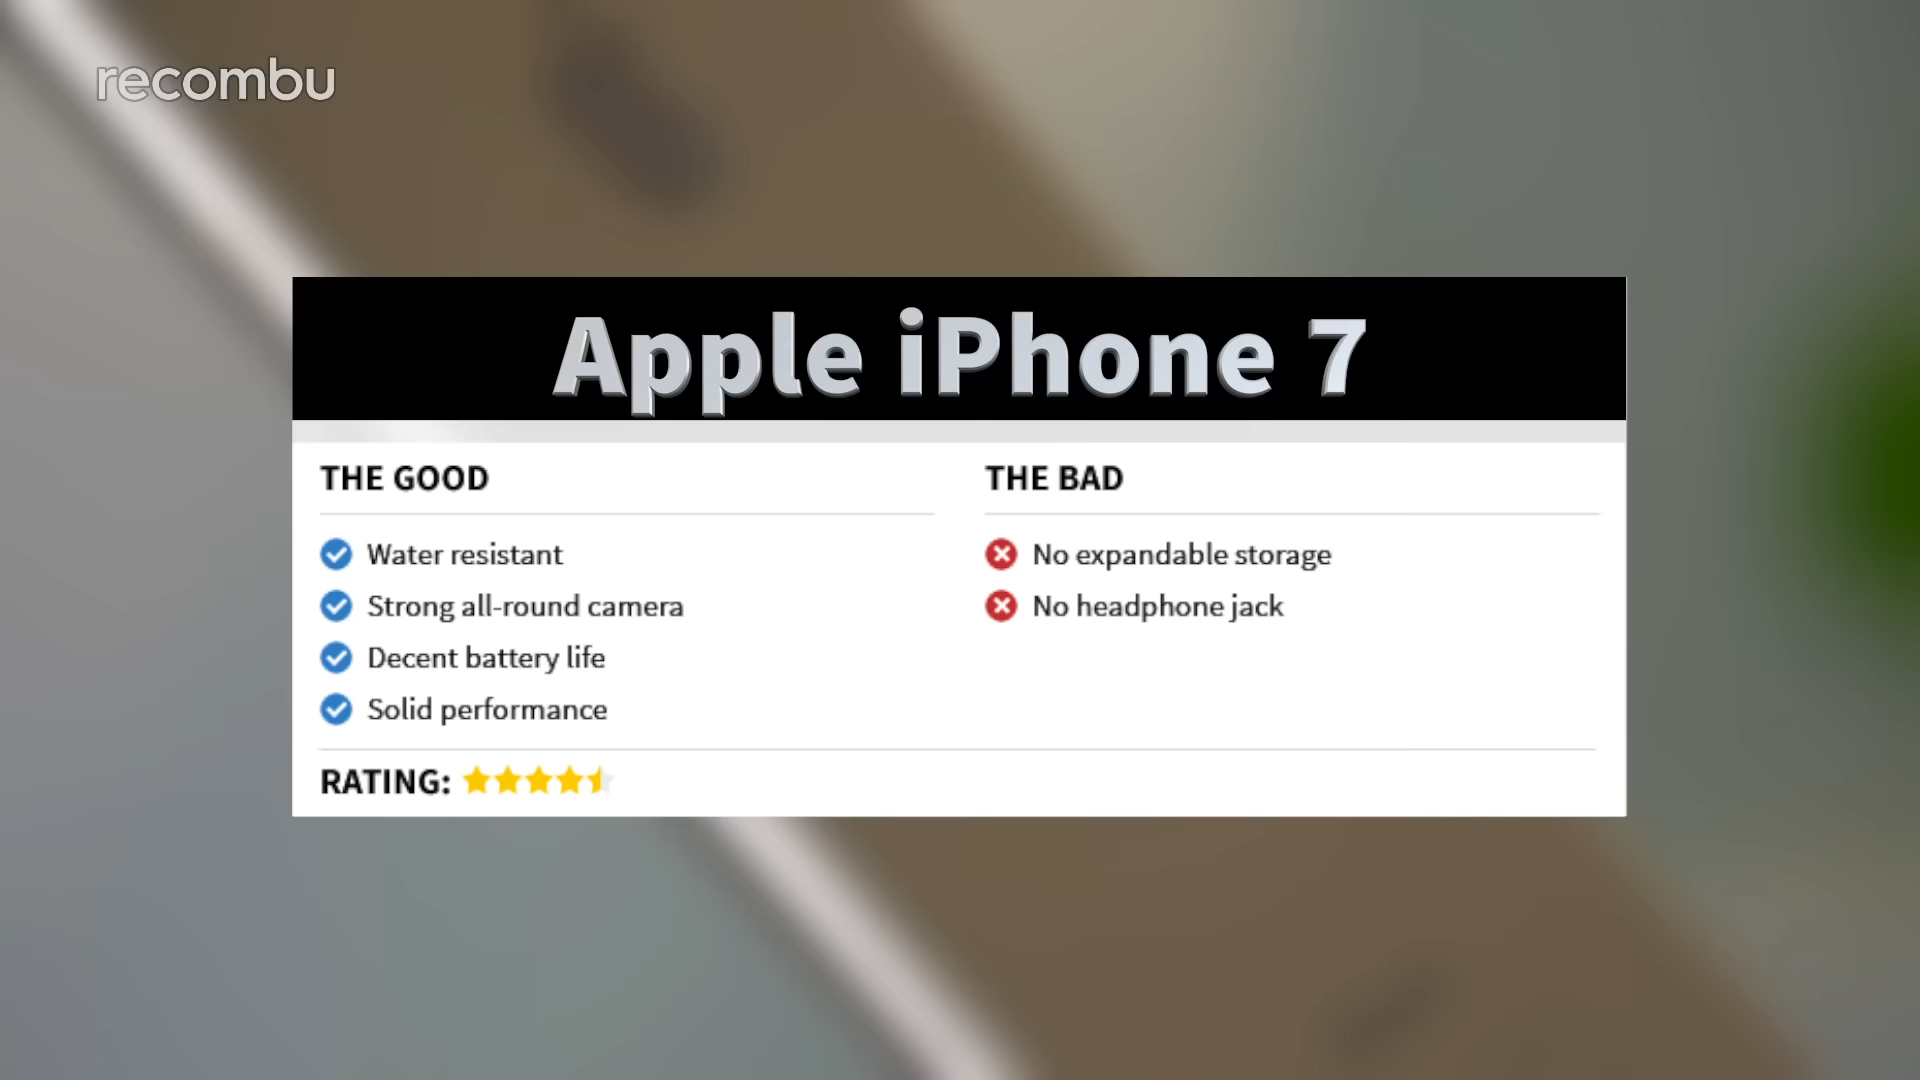 recombu
Apple iPhone 7
THE GOOD
Water resistant
Strong all-round camera
Decent battery life
Solid performance
THE BAD
No expandable storage
No headphone jack
RATING: